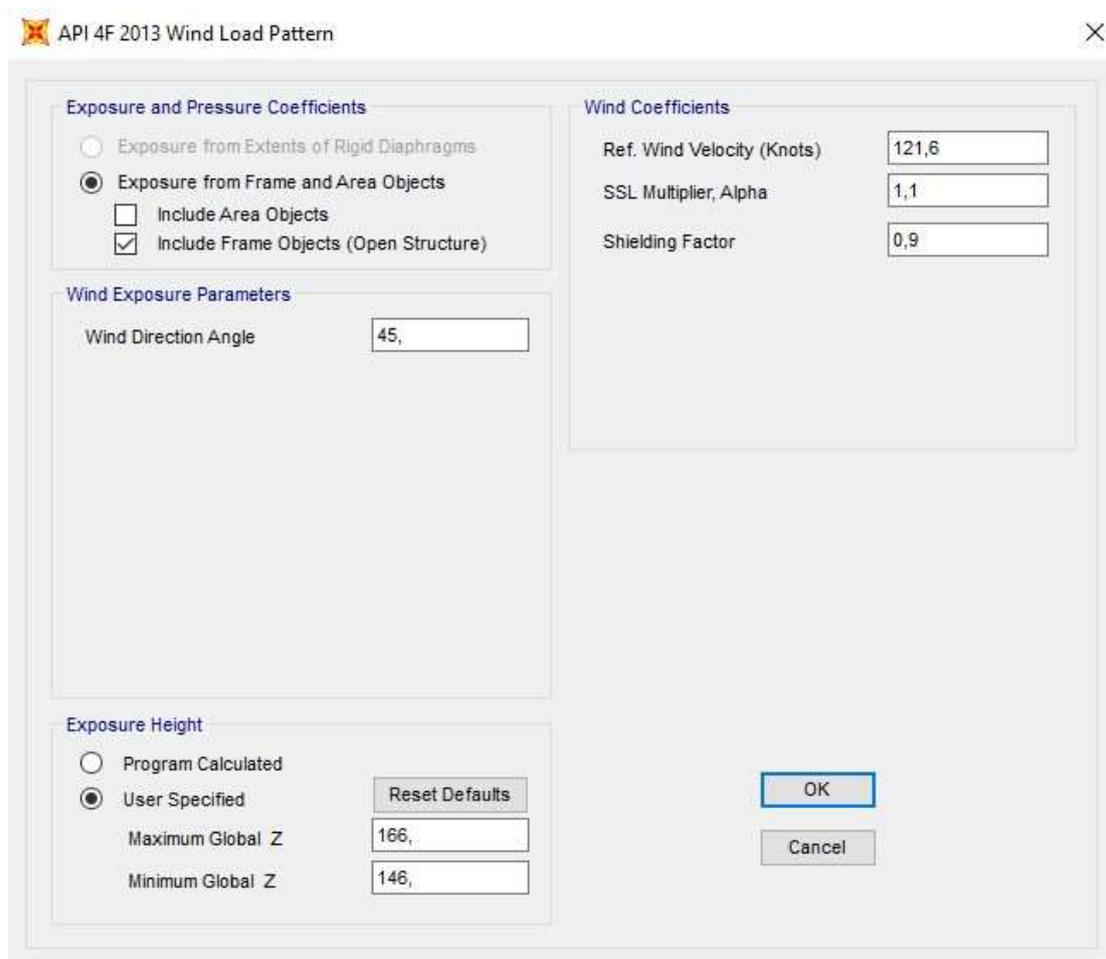 API 4F 2013 Wind Load Pattern
Exposure and Pressure Coefficients
Exposure from Extents of Rigid Diaphragms
Exposure from Frame and Area Objects
Include Area Objects
Include Frame Objects (Open Structure)
Wind Exposure Parameters
Wind Direction Angle 45,
Exposure Height
Program Calculated
User Specified Reset Defaults
Maximum Global Z 166,
Minimum Global Z 146,
Wind Coefficients
Ref. Wind Velocity (Knots) 121,6
SSL Multiplier, Alpha 1,1
Shielding Factor 0,9
OK
Cancel